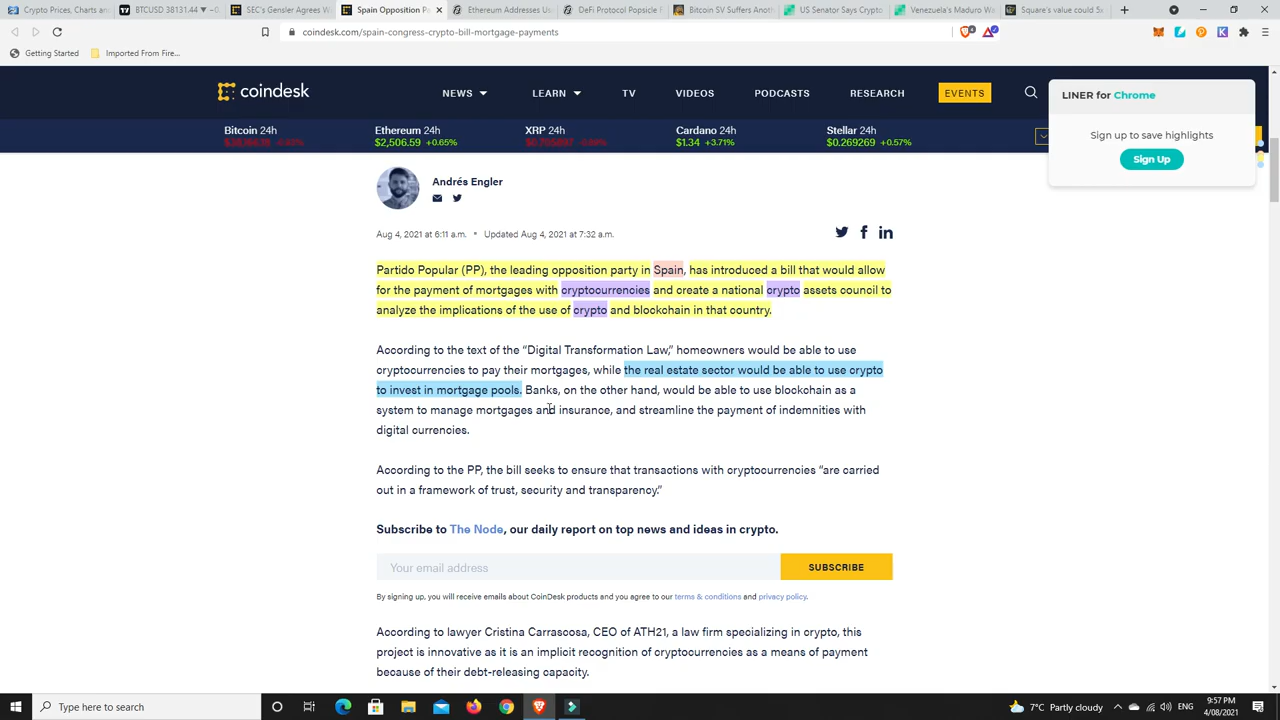 Crypto Prices, Charts and
BTCUSD 38131.44 ▼ −0
SEC's Gensler Agrees W
Spain Opposition P
Ethereum Addresses Us
DeFi Protocol Popsicle F
Bitcoin SV Suffers Anot
US Senator Says Crypto
Venezuela's Maduro Wa
Square's value could 5x
coindesk.com/spain-congress-crypto-bill-mortgage-payments
Getting Started
Imported From Fire...
coindesk
NEWS
LEARN
TV
VIDEOS
PODCASTS
RESEARCH
EVENTS
LINER for Chrome
Sign up to save highlights
Sign Up
Bitcoin 24h
Ethereum 24h
$2,506.59 +0.65%
XRP 24h
Cardano 24h
$1.34 +3.71%
Stellar 24h
$0.269269 +0.57%
Andrés Engler
Aug 4, 2021 at 6:11 a.m. • Updated Aug 4, 2021 at 7:32 a.m.
Partido Popular (PP), the leading opposition party in Spain, has introduced a bill that would allow
for the payment of mortgages with cryptocurrencies and create a national crypto assets council to
analyze the implications of the use of crypto and blockchain in that country.
According to the text of the “Digital Transformation Law,” homeowners would be able to use
cryptocurrencies to pay their mortgages, while the real estate sector would be able to use crypto
to invest in mortgage pools. Banks, on the other hand, would be able to use blockchain as a
system to manage mortgages and insurance, and streamline the payment of indemnities with
digital currencies.
According to the PP, the bill seeks to ensure that transactions with cryptocurrencies “are carried
out in a framework of trust, security and transparency.”
Subscribe to The Node, our daily report on top news and ideas in crypto.
Your email address
SUBSCRIBE
By signing up, you will receive emails about CoinDesk products and you agree to our terms & conditions and privacy policy.
According to lawyer Cristina Carrascosa, CEO of ATH21, a law firm specializing in crypto, this
project is innovative as it is an implicit recognition of cryptocurrencies as a means of payment
because of their debt-releasing capacity.
Type here to search
7°C Partly cloudy
9:57 PM
4/08/2021